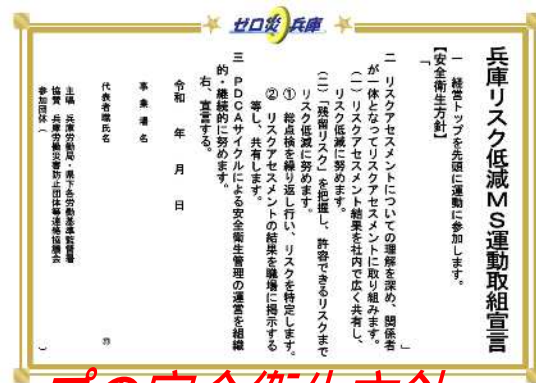 ゼロ災兵庫
兵庫リスク低減MS運動取組宣言
一 経営トップを先頭に運動に参加します。
【安全衛生方針】
「
」
二 リスクアセスメントについての理解を深め、関係者
が一体となってリスクアセスメントに取り組みます。
(一)リスクアセスメント結果を社内で広く共有し、
リスク低減に努めます。
(二)「残留リスク」を把握し、許容できるリスクまで
リスク低減に努めます。
① 総点検を繰り返し行い、リスクを特定します。
② リスクアセスメントの結果を職場に掲示する
等し、共有します。
三 PDCAサイクルによる安全衛生管理の運営を組織
的・継続的に努めます。
右、宣言する。
令和 年 月 日
事業場名
代表者職氏名 ㊞
主唱 兵庫労働局・県下各労働基準監督署
協賛 兵庫労働災害防止団体等連絡協議会
参加団体( )
プの安全衛生方針